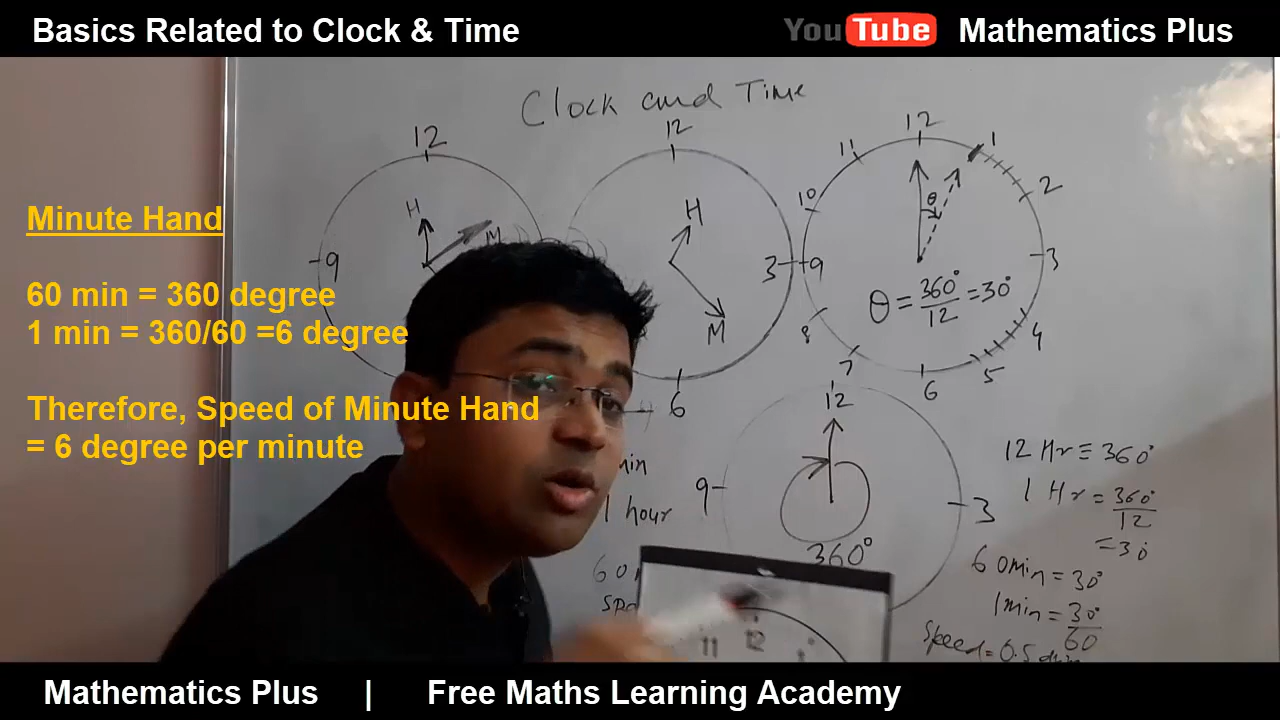 Basics Related to Clock & Time
YouTube Mathematics Plus
Clock and Time
Minute Hand
60 min = 360 degree
1 min = 360/60 =6 degree
Therefore, Speed of Minute Hand
= 6 degree per minute
12
H
M
9
12
H
M
3
6
12
1
2
3
4
5
6
7
8
9
10
11
θ
θ = 360°/12 = 30°
12
9
3
360°
1 hour
12 Hr ≡ 360°
1 Hr = 360°/12
= 30°
60min = 30°
1min = 30°/60
Speed = 0.5
11 12 1
Mathematics Plus | Free Maths Learning Academy